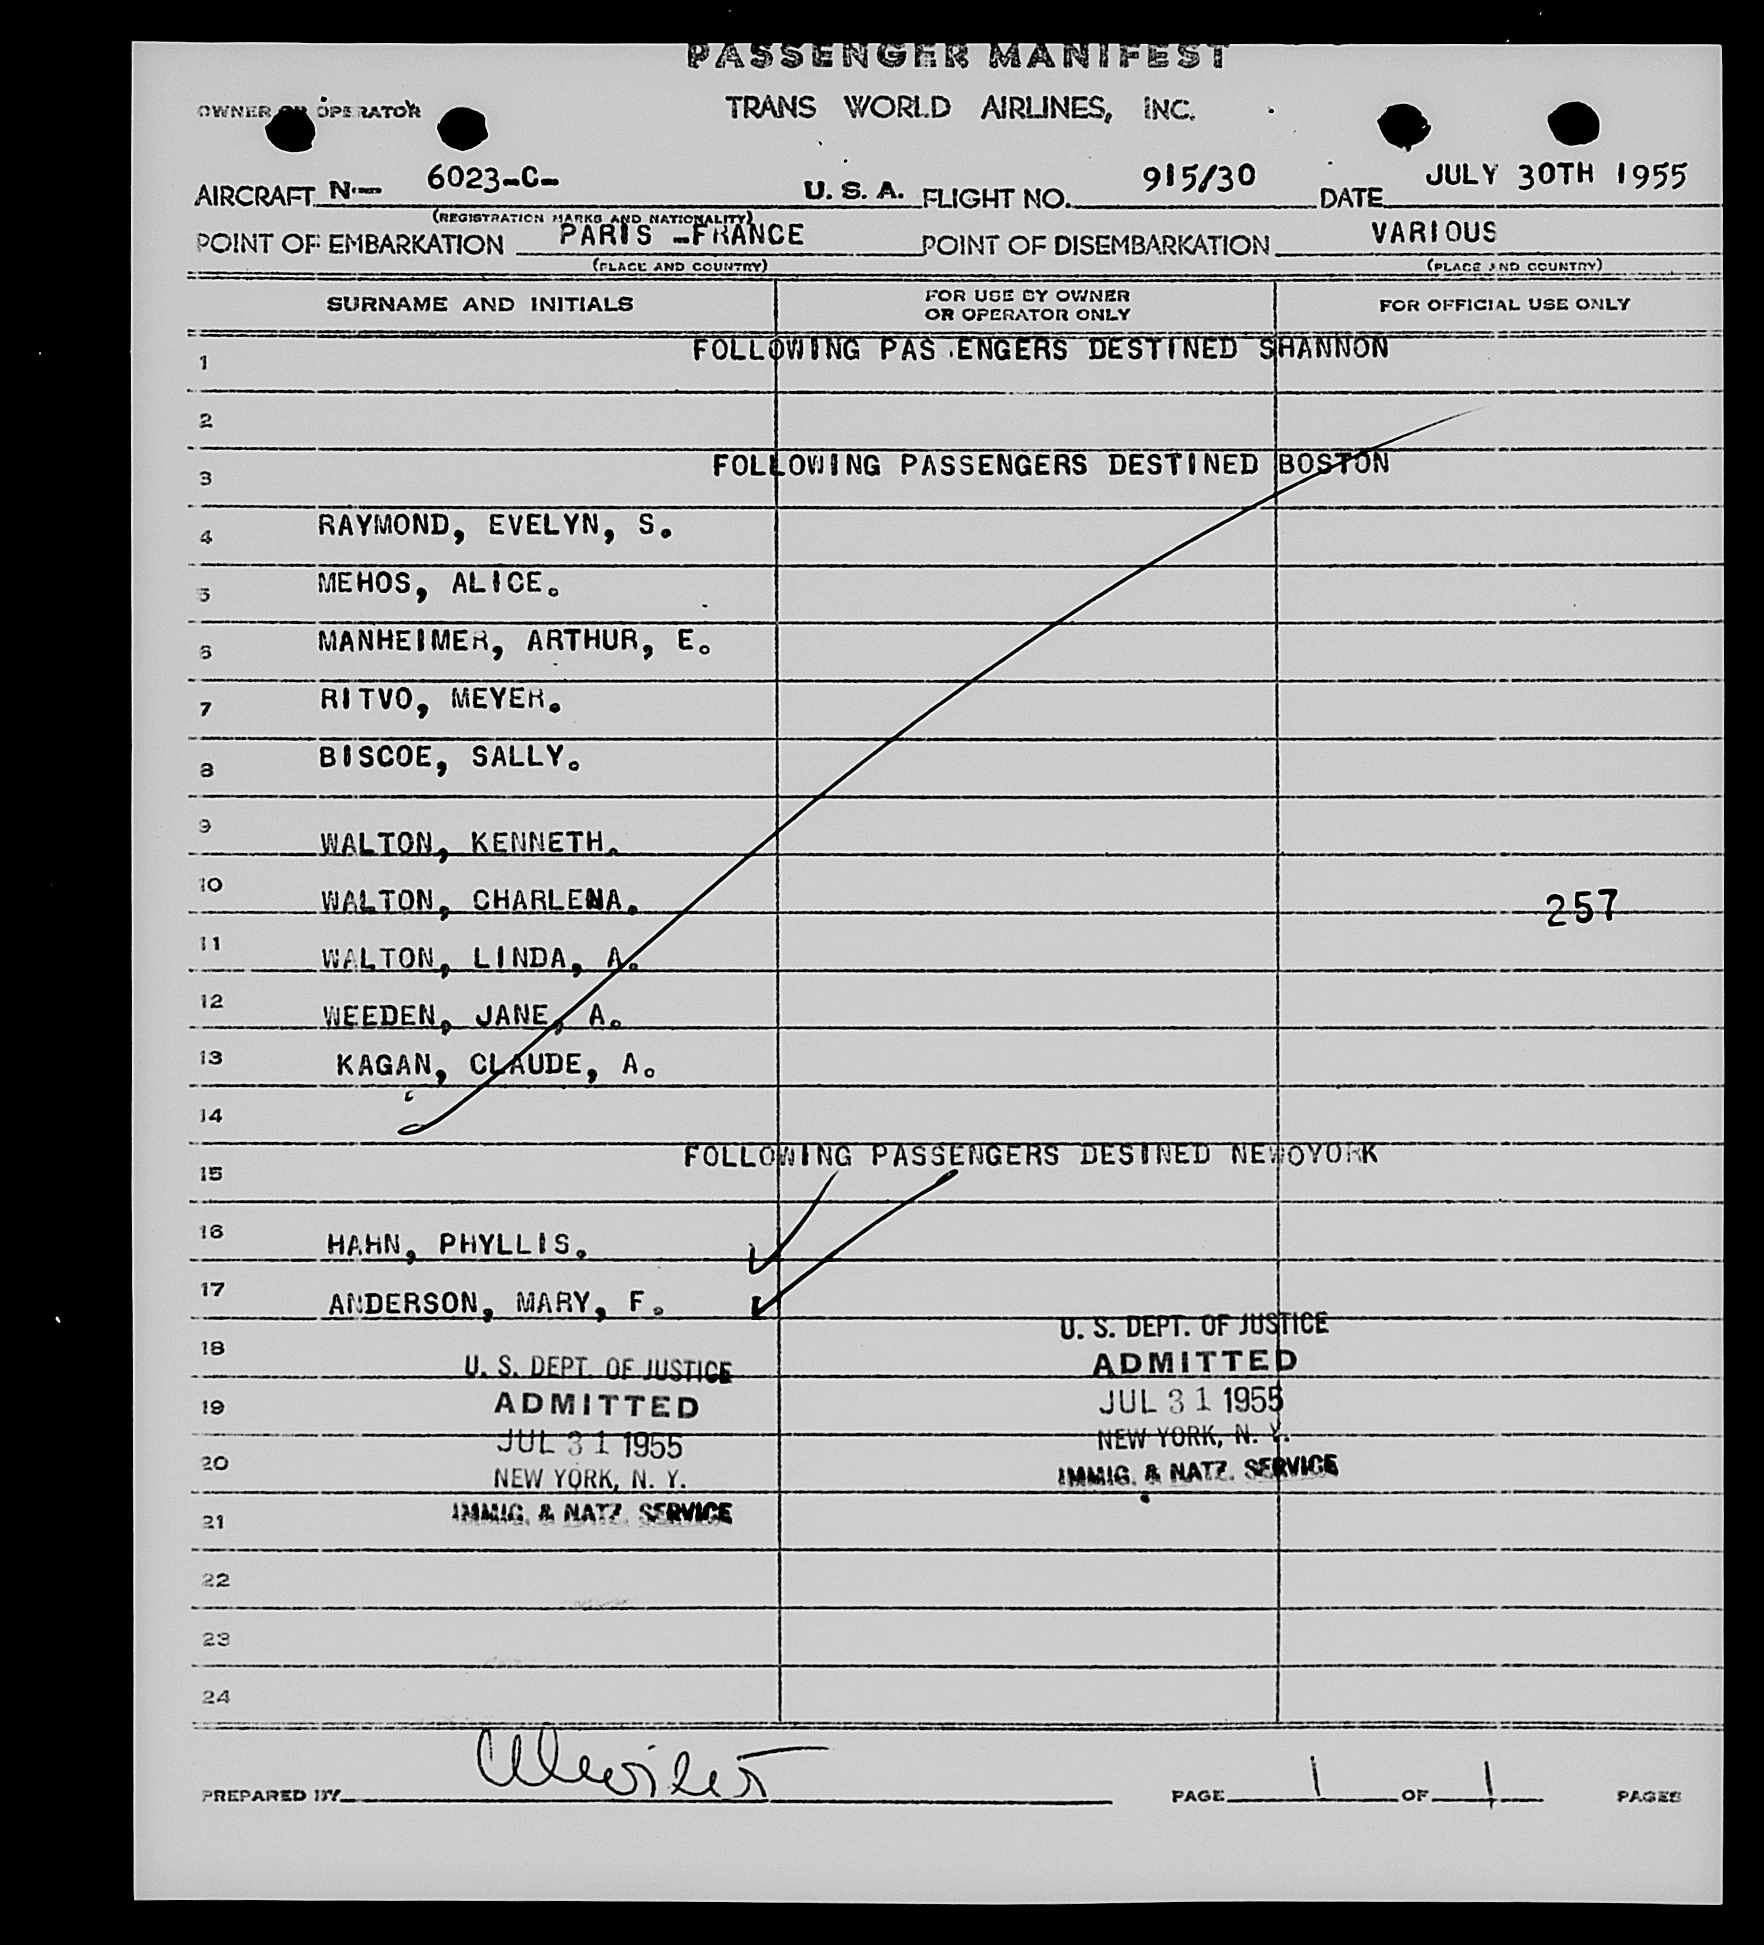 PASSENGER MANIFEST
OWNER OR OPERATOR TRANS WORLD AIRLINES, INC.
AIRCRAFT N-- 6023-C- U. S. A. FLIGHT NO. 915/30 DATE JULY 30TH 1955
(REGISTRATION MARKS AND NATIONALITY)
POINT OF EMBARKATION PARIS -FRANCE POINT OF DISEMBARKATION VARIOUS
(PLACE AND COUNTRY) (PLACE AND COUNTRY)
SURNAME AND INITIALS FOR USE BY OWNER OR OPERATOR ONLY FOR OFFICIAL USE ONLY
1 FOLLOWING PAS ENGERS DESTINED SHANNON
2
3 FOLLOWING PASSENGERS DESTINED BOSTON
4 RAYMOND, EVELYN, S.
5 MEHOS, ALICE.
6 MANHEIMER, ARTHUR, E.
7 RITVO, MEYER.
8 BISCOE, SALLY.
9 WALTON, KENNETH.
10 WALTON, CHARLENA. 257
11 WALTON, LINDA, A.
12 WEEDEN, JANE, A.
13 KAGAN, CLAUDE, A.
14
15 FOLLOWING PASSENGERS DESINED NEWOYORK
16 HAHN, PHYLLIS.
17 ANDERSON, MARY, F.
18
19
20
21
22
23
24
U. S. DEPT. OF JUSTICE
ADMITTED
JUL 31 1955
NEW YORK, N. Y.
IMMIG. & NATZ. SERVICE
U. S. DEPT. OF JUSTICE
ADMITTED
JUL 31 1955
NEW YORK, N. Y.
IMMIG. & NATZ. SERVICE
PREPARED BY PAGE 1 OF 1 PAGES